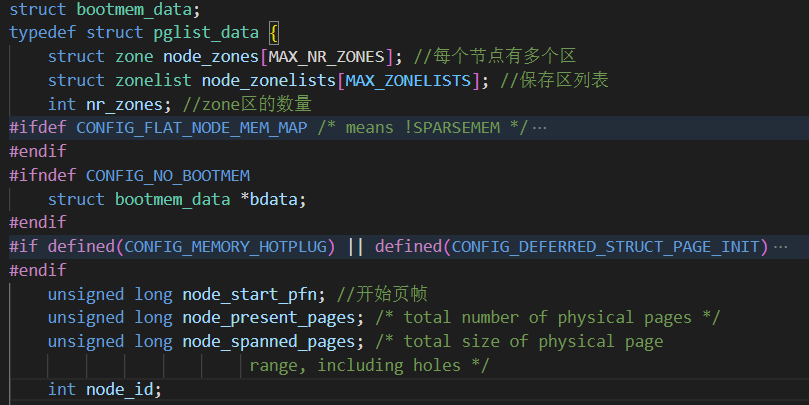 struct bootmem_data;
typedef struct pglist_data {
    struct zone node_zones[MAX_NR_ZONES]; //每个节点有多个区
    struct zonelist node_zonelists[MAX_ZONELISTS]; //保存区列表
    int nr_zones; //zone区的数量
#ifdef CONFIG_FLAT_NODE_MEM_MAP /* means !SPARSEMEM */⋯
#endif
#ifndef CONFIG_NO_BOOTMEM
    struct bootmem_data *bdata;
#endif
#if defined(CONFIG_MEMORY_HOTPLUG) || defined(CONFIG_DEFERRED_STRUCT_PAGE_INIT)⋯
#endif
    unsigned long node_start_pfn; //开始页帧
    unsigned long node_present_pages; /* total number of physical pages */
    unsigned long node_spanned_pages; /* total size of physical page
                         range, including holes */
    int node_id;